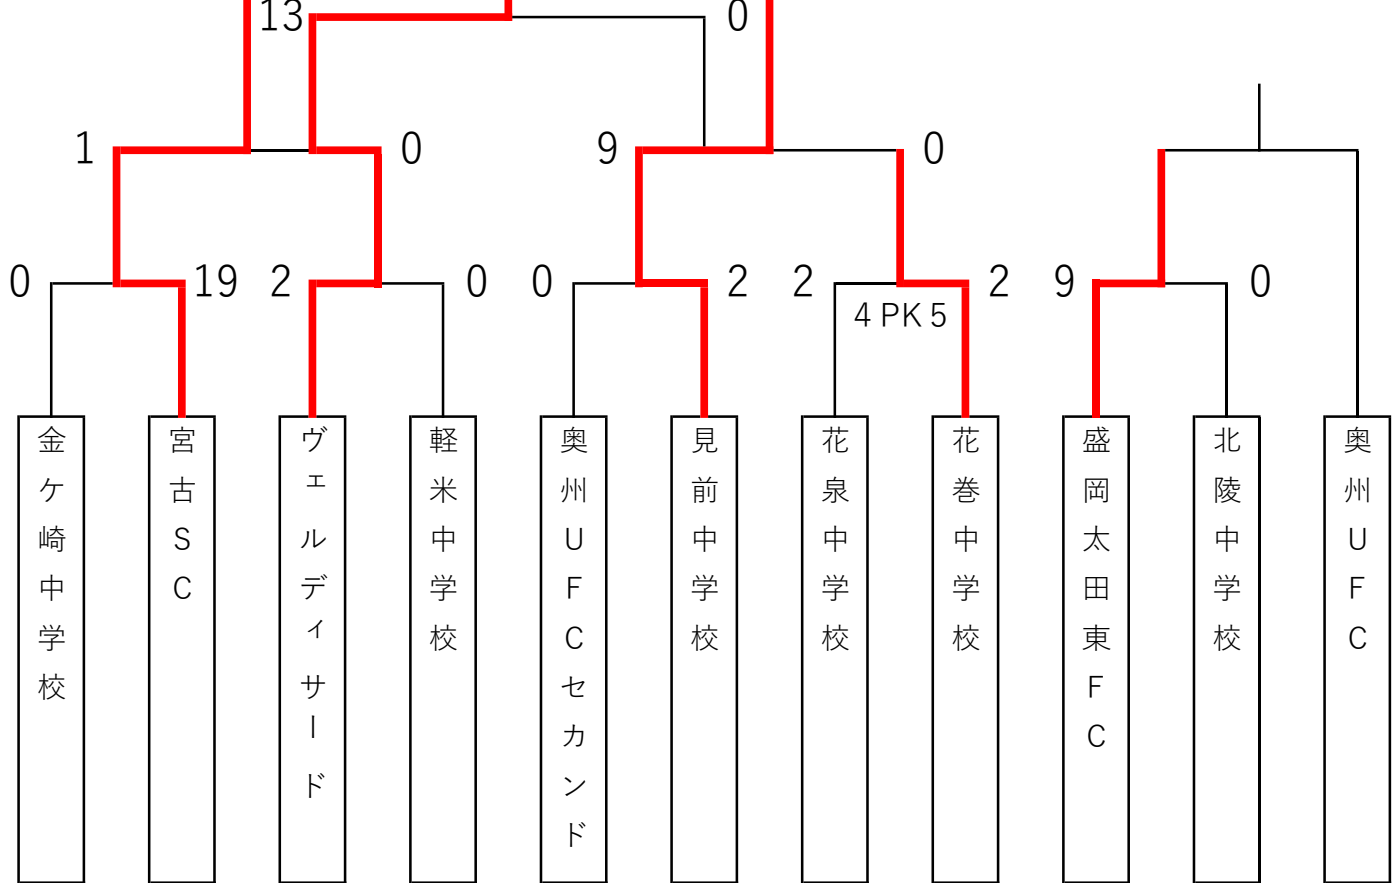 13 0
1 0 9 0
0 19 2 0 0 2 2 2 9 0
4 PK 5
金ケ崎中学校
宮古SC
ヴェルディサード
軽米中学校
奥州UFCセカンド
見前中学校
花泉中学校
花巻中学校
盛岡太田東FC
北陵中学校
奥州UFC